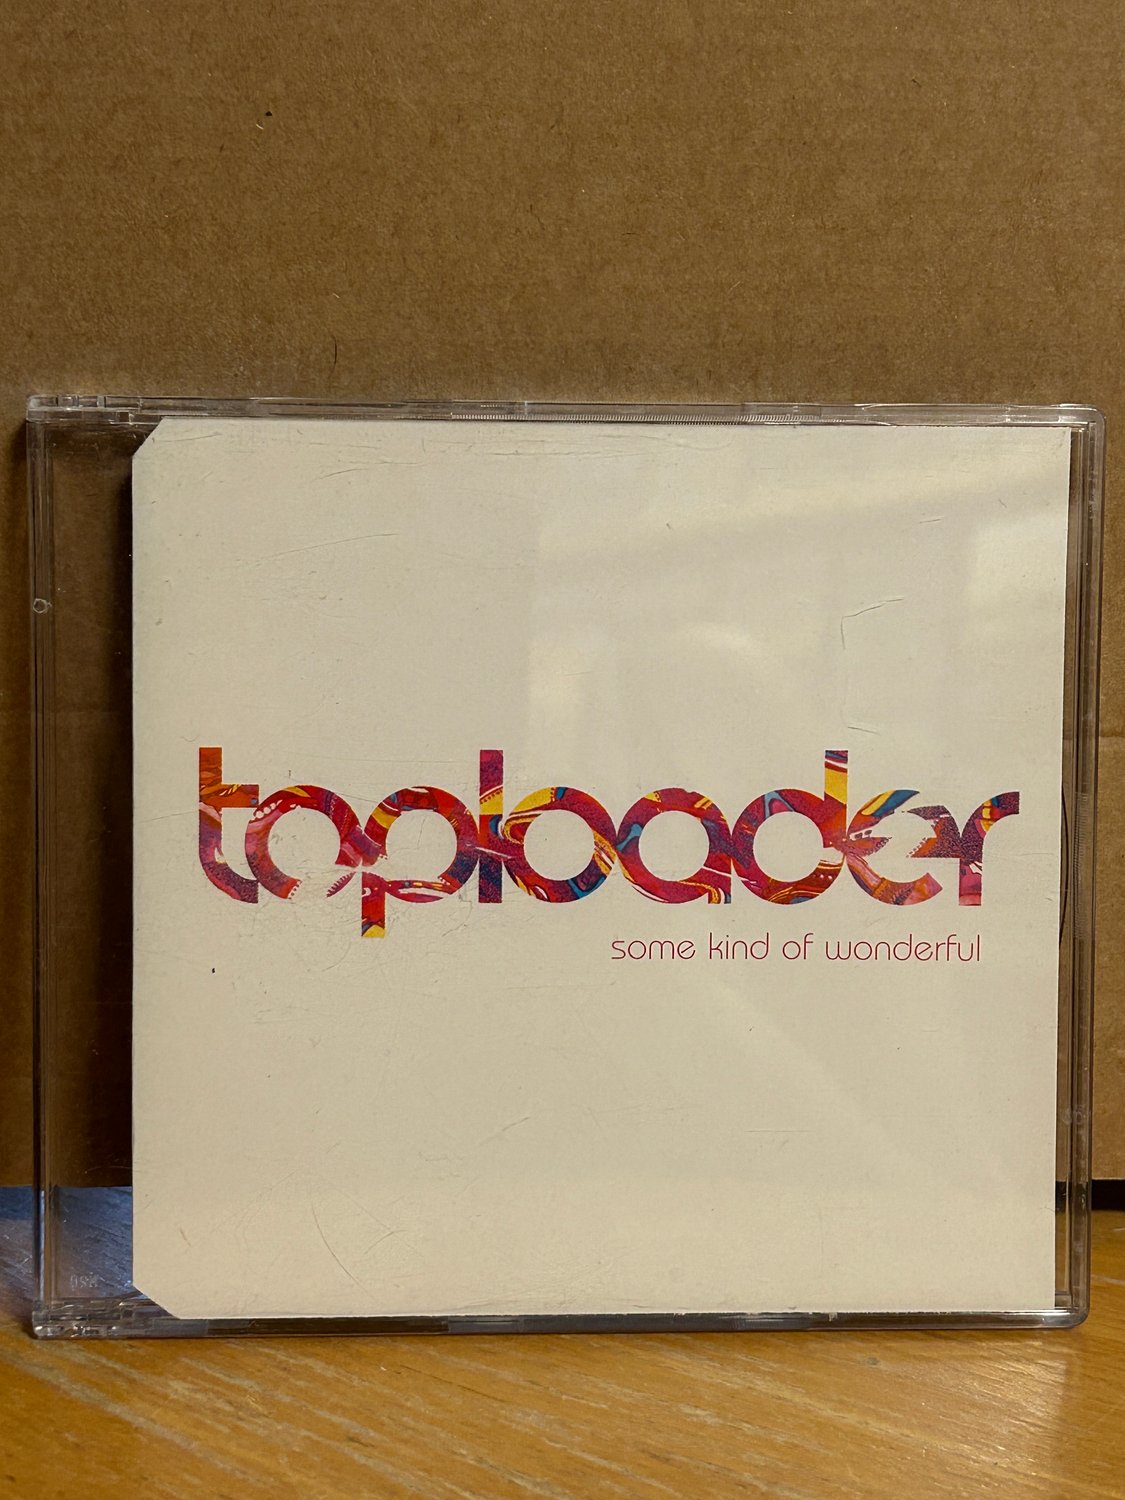 toploader
some kind of wonderful